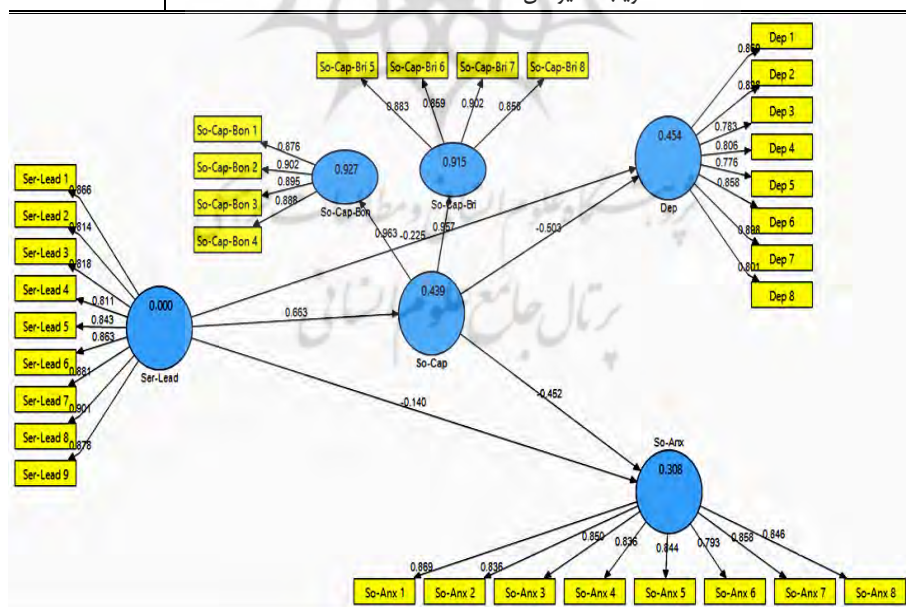 Dep 1
0.869
So-Cap-Bri 5 So-Cap-Bri 6 So-Cap-Bri 7 So-Cap-Bri 8
Dep 2
0.883 0.859 0.902 0.858
Dep 3
0.783
So-Cap-Bon 1
0.876
0.454
0.806
Dep 4
0.927
0.915
0.776
Dep 5
So-Cap-Bon 2
0.902
0.858
Ser-Lead 1
0.866
So-Cap-Bon 3
0.895
So-Cap-Bon
So-Cap-Bri
Dep
Dep 6
So-Cap-Bon 4
0.888
Ser-Lead 2
0.814
0.963
0.957
-0.225
-0.503
Dep 7
0.898
Ser-Lead 3
0.818
0.801
Dep 8
Ser-Lead 4
0.811
0.000
0.439
Ser-Lead 5
0.843
0.663
پرتال جامع علوم انسانی
Ser-Lead 6
0.863
So-Cap
Ser-Lead
Ser-Lead 7
0.881
-0.140
-0.452
Ser-Lead 8
0.901
So-Anx
Ser-Lead 9
0.878
0.308
0.869 0.836 0.850 0.836 0.844 0.793 0.858 0.846
So-Anx 1 So-Anx 2 So-Anx 3 So-Anx 4 So-Anx 5 So-Anx 6 So-Anx 7 So-Anx 8